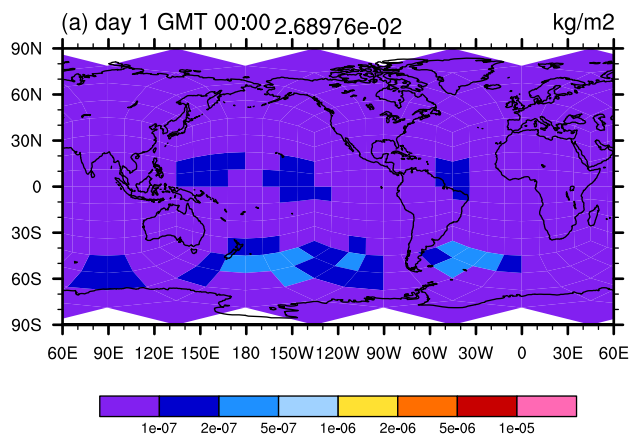 (a) day 1 GMT 00:00 2.68976e-02 kg/m2
90N
60N
30N
0
30S
60S
90S
60E 90E 120E 150E 180 150W 120W 90W 60W 30W 0 30E 60E
1e-07 2e-07 5e-07 1e-06 2e-06 5e-06 1e-05